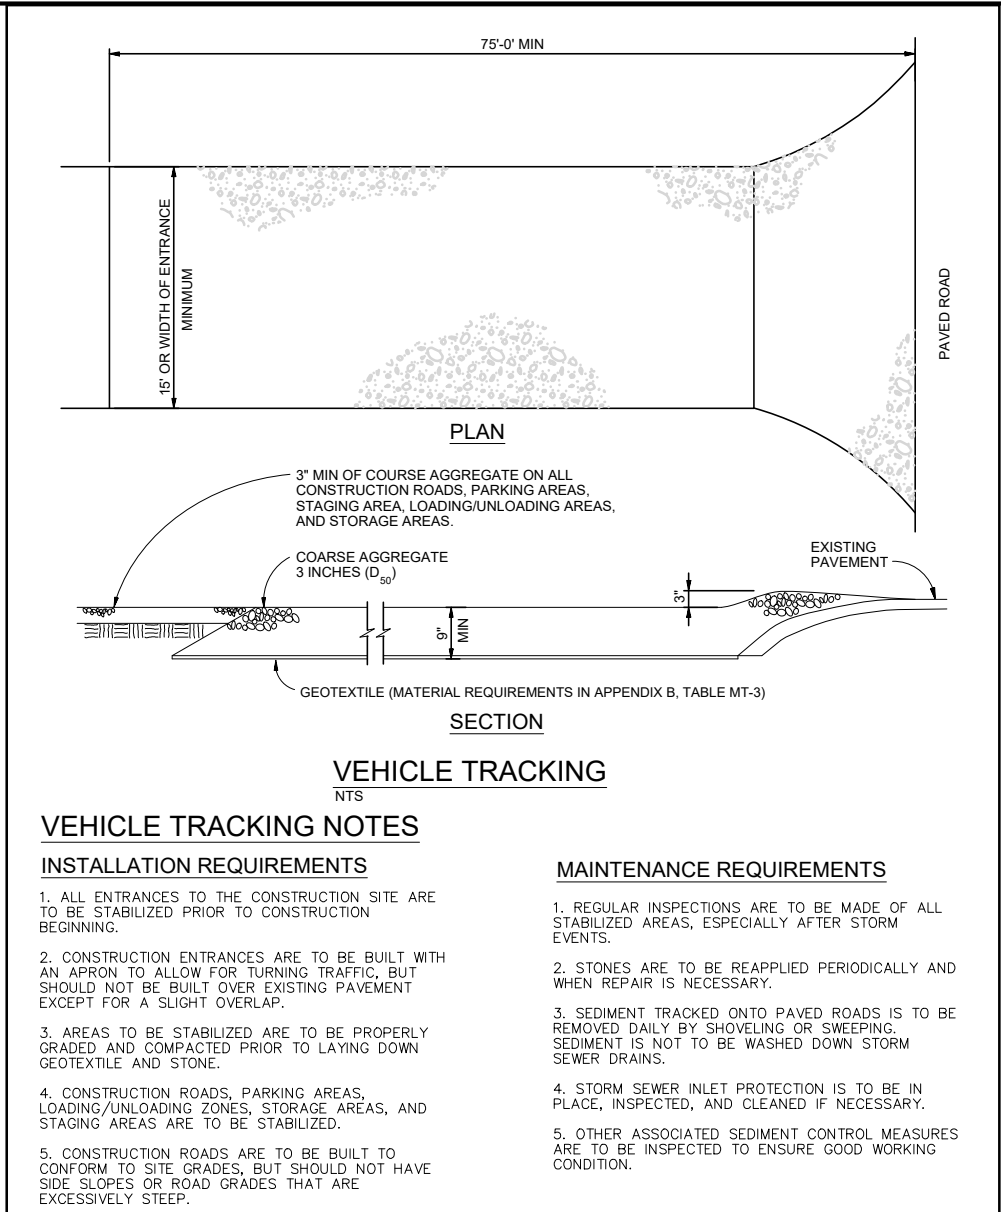 75'-0' MIN
15' OR WIDTH OF ENTRANCE
MINIMUM
PAVED ROAD
PLAN
3" MIN OF COURSE AGGREGATE ON ALL
CONSTRUCTION ROADS, PARKING AREAS,
STAGING AREA, LOADING/UNLOADING AREAS,
AND STORAGE AREAS.
COARSE AGGREGATE
3 INCHES (D50)
EXISTING
PAVEMENT
3"
9"
MIN
GEOTEXTILE (MATERIAL REQUIREMENTS IN APPENDIX B, TABLE MT-3)
SECTION
VEHICLE TRACKING
NTS
VEHICLE TRACKING NOTES
INSTALLATION REQUIREMENTS
1. ALL ENTRANCES TO THE CONSTRUCTION SITE ARE
TO BE STABILIZED PRIOR TO CONSTRUCTION
BEGINNING.
2. CONSTRUCTION ENTRANCES ARE TO BE BUILT WITH
AN APRON TO ALLOW FOR TURNING TRAFFIC, BUT
SHOULD NOT BE BUILT OVER EXISTING PAVEMENT
EXCEPT FOR A SLIGHT OVERLAP.
3. AREAS TO BE STABILIZED ARE TO BE PROPERLY
GRADED AND COMPACTED PRIOR TO LAYING DOWN
GEOTEXTILE AND STONE.
4. CONSTRUCTION ROADS, PARKING AREAS,
LOADING/UNLOADING ZONES, STORAGE AREAS, AND
STAGING AREAS ARE TO BE STABILIZED.
5. CONSTRUCTION ROADS ARE TO BE BUILT TO
CONFORM TO SITE GRADES, BUT SHOULD NOT HAVE
SIDE SLOPES OR ROAD GRADES THAT ARE
EXCESSIVELY STEEP.
MAINTENANCE REQUIREMENTS
1. REGULAR INSPECTIONS ARE TO BE MADE OF ALL
STABILIZED AREAS, ESPECIALLY AFTER STORM
EVENTS.
2. STONES ARE TO BE REAPPLIED PERIODICALLY AND
WHEN REPAIR IS NECESSARY.
3. SEDIMENT TRACKED ONTO PAVED ROADS IS TO BE
REMOVED DAILY BY SHOVELING OR SWEEPING.
SEDIMENT IS NOT TO BE WASHED DOWN STORM
SEWER DRAINS.
4. STORM SEWER INLET PROTECTION IS TO BE IN
PLACE, INSPECTED, AND CLEANED IF NECESSARY.
5. OTHER ASSOCIATED SEDIMENT CONTROL MEASURES
ARE TO BE INSPECTED TO ENSURE GOOD WORKING
CONDITION.